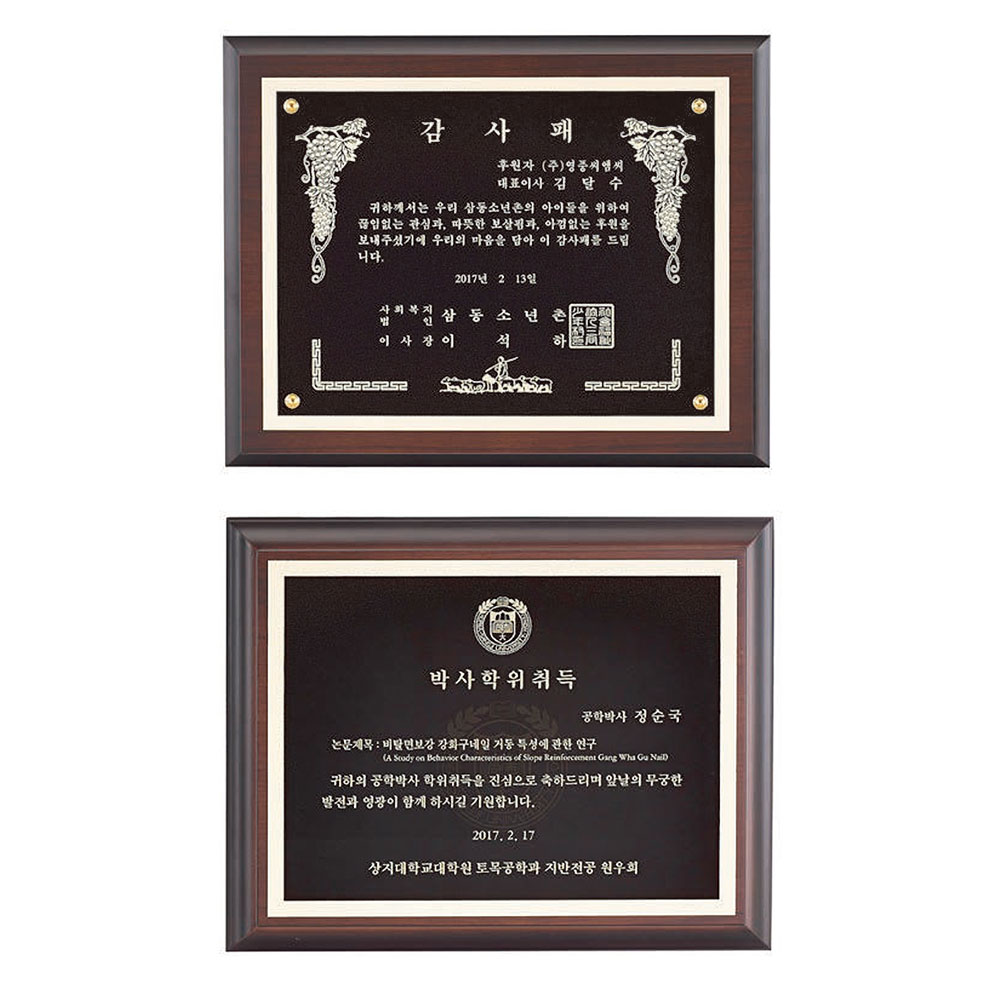 감 사 패
후원자 (주)영풍씨엠씨
대표이사 김 달 수
귀하께서는 우리 삼동소년촌의 아이들을 위하여
끊임없는 관심과, 따뜻한 보살핌과, 아낌없는 후원을
보내주셨기에 우리의 마음을 담아 이 감사패를 드립
니다.
2017년 2 13일
사회복지
법 인 삼 동 소 년 촌
이 사 장 이 석 하
박사학위취득
공학박사 정순국
논문제목 : 비탈면보강 강화구네일 거동 특성에 관한 연구
(A Study on Behavior Characteristics of Slope Reinforcement Gang Wha Gu Nail)
귀하의 공학박사 학위취득을 진심으로 축하드리며 앞날의 무궁한
발전과 영광이 함께 하시길 기원합니다.
2017. 2. 17
상지대학교대학원 토목공학과 지반전공 원우회